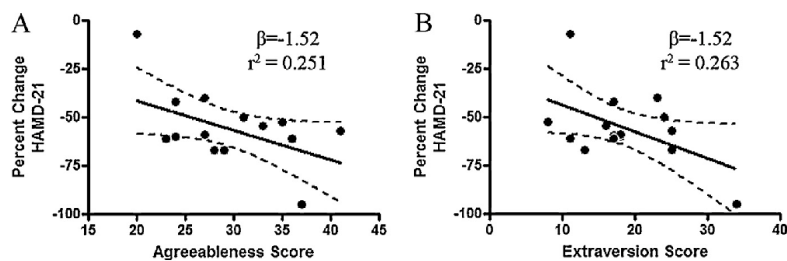 A
β=-1.52
r² = 0.251
Percent Change
HAMD-21
0
-25
-50
-75
-100
15
20
25
30
35
40
45
Agreeableness Score
B
β=-1.52
r² = 0.263
Percent Change
HAMD-21
0
-25
-50
-75
-100
0
10
20
30
40
Extraversion Score